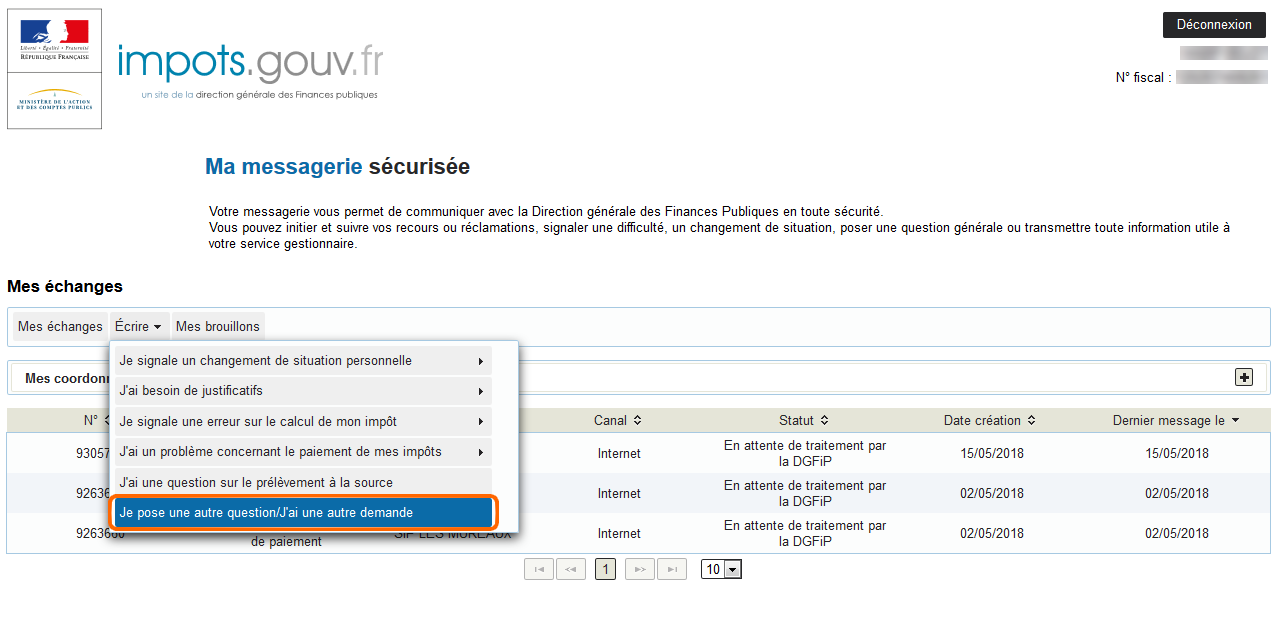 Déconnexion
Liberté • Égalité • Fraternité
RÉPUBLIQUE FRANÇAISE
MINISTÈRE DE L'ACTION
ET DES COMPTES PUBLICS
impots.gouv.fr
un site de la direction générale des Finances publiques
N° fiscal :
Ma messagerie sécurisée
Votre messagerie vous permet de communiquer avec la Direction générale des Finances Publiques en toute sécurité.
Vous pouvez initier et suivre vos recours ou réclamations, signaler une difficulté, un changement de situation, poser une question générale ou transmettre toute information utile à
votre service gestionnaire.
Mes échanges
Mes échanges Écrire Mes brouillons
Je signale un changement de situation personnelle
Mes coordon
J'ai besoin de justificatifs
Je signale une erreur sur le calcul de mon impôt
J'ai un problème concernant le paiement de mes impôts
J'ai une question sur le prélèvement à la source
Je pose une autre question/J'ai une autre demande
N° Canal Statut Date création Dernier message le
93057 Internet En attente de traitement par
la DGFiP 15/05/2018 15/05/2018
92636 Internet En attente de traitement par
la DGFiP 02/05/2018 02/05/2018
9263660 de paiement SIP LES MUREAUX Internet En attente de traitement par
la DGFiP 02/05/2018 02/05/2018
1 10